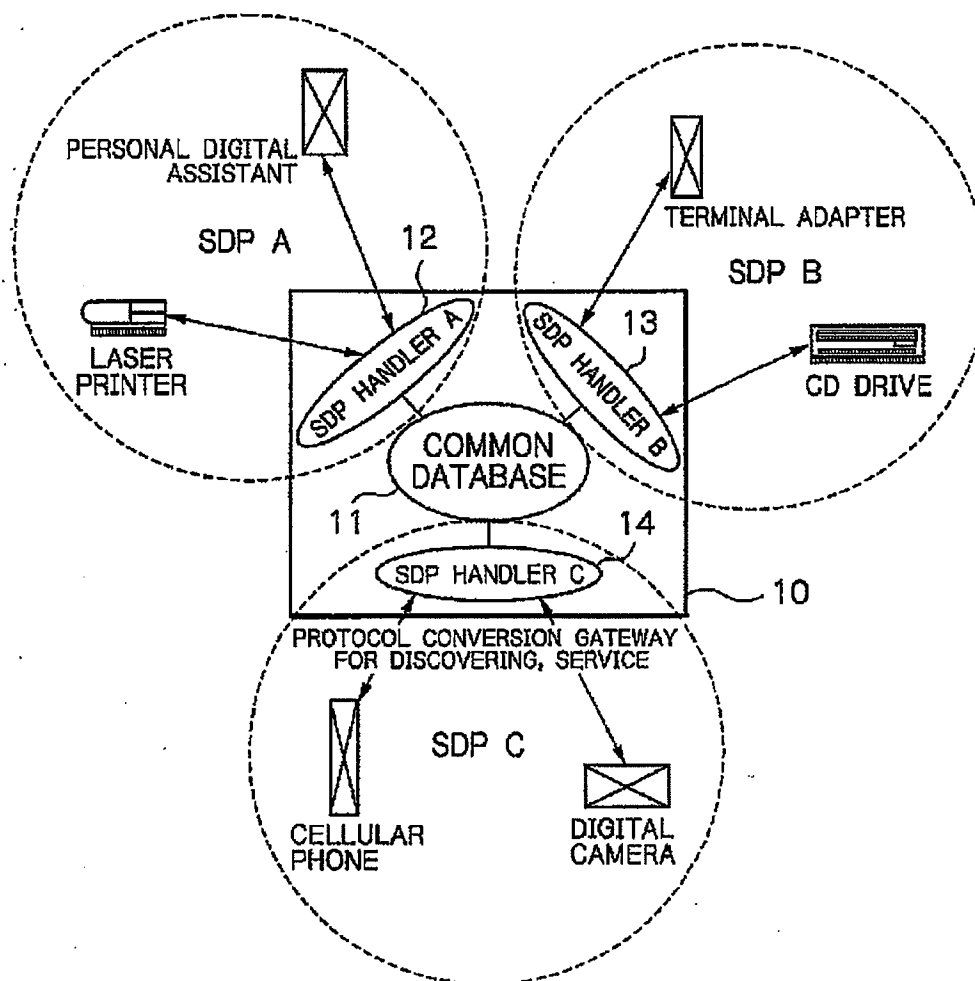 PERSONAL DIGITAL
ASSISTANT
SDP A
12
LASER
PRINTER
SDP HANDLER A
TERMINAL ADAPTER
SDP B
13
SDP HANDLER B
CD DRIVE
COMMON
DATABASE
11
14
SDP HANDLER C
10
PROTOCOL CONVERSION GATEWAY
FOR DISCOVERING, SERVICE
SDP C
CELLULAR
PHONE
DIGITAL
CAMERA